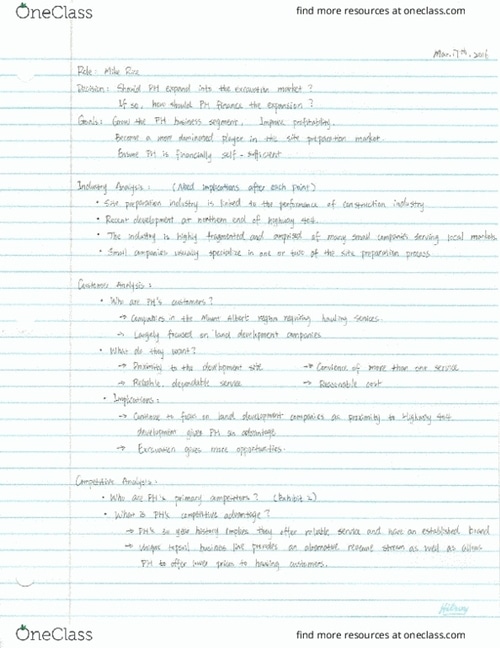 OneClass
find more resources at oneclass.com
Mar. 7th, 2016
Role: Mike Rice
Decision: Should PH expand into the excavation market?
If so, how should PH finance the expansion?
Goals: Grow the PH business segment. Improve profitability.
Become a more dominated player in the site preparation market.
Ensure PH is financially self-sufficient
Industry Analysis: (Need implications after each point)
• Site preparation industry is linked to the performance of construction industry
• Recent development at northern end of highway 404.
• The industry is highly fragmented and comprised of many small companies serving local markets
• Small companies usually specialize in one or two of the site preparation process.
Customer Analysis:
• Who are PH's customers?
→ Companies in the Mount Albert region requiring hauling services.
→ Largely focused on land development companies
• What do they want?
→ Proximity to the development site → Convience of more than one service
→ Reliable, dependable service → Reasonable cost
• Implications:
→ Continue to focus on land development companies as proximity to Highway 404
development gives PH an advantage
→ Excavation gives more opportunities.
Competitive Analysis:
• Who are PH's primary competitors? (Exhibit 2)
• What is PH's competitive advantage?
→ PH's 50 year history implies they offer reliable service and have an established brand
→ Unique topsoil business line provides an alternative revenue stream as well as allows
PH to offer lower prices to hauling customers.
OneClass
find more resources at oneclass.com